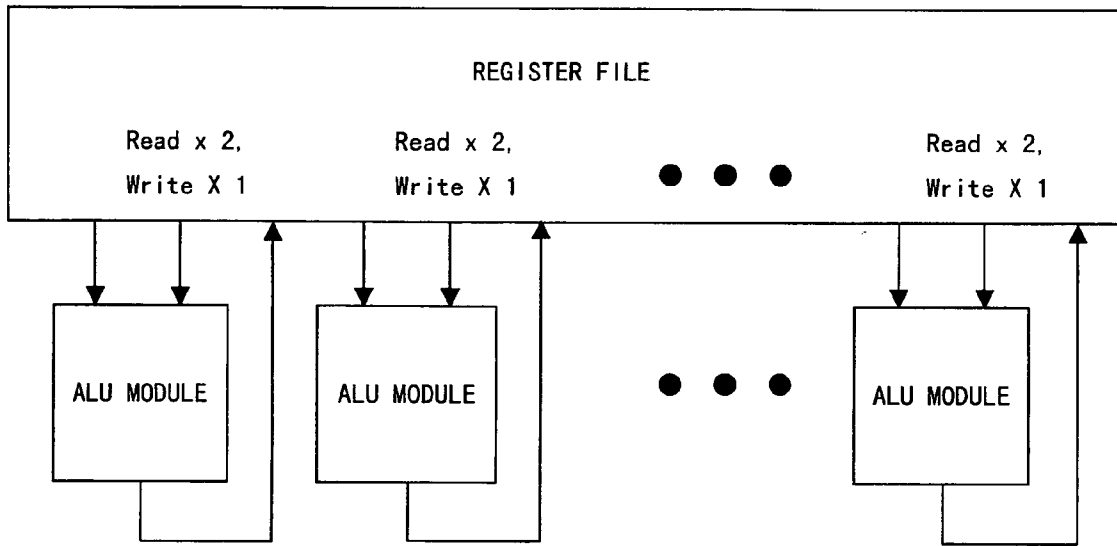 REGISTER FILE
Read x 2,
Write X 1
Read x 2,
Write X 1
Read x 2,
Write X 1
ALU MODULE
ALU MODULE
ALU MODULE